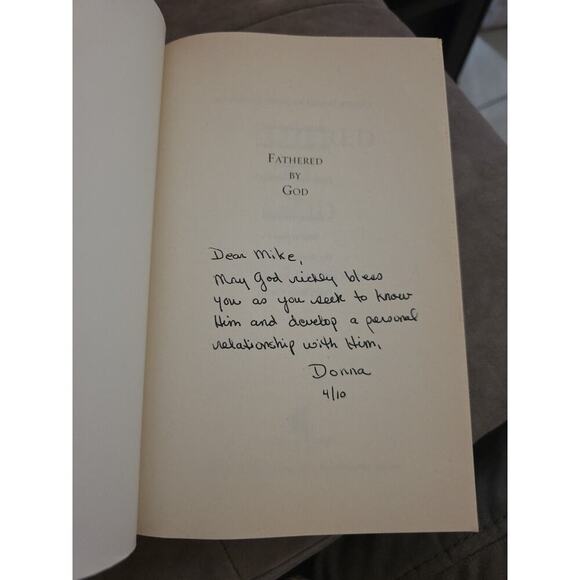 FATHERED
BY
GOD
Dear Mike,
May God richly bless
you as you seek to know
Him and develop a personal
relationship with Him.
Donna
4/10